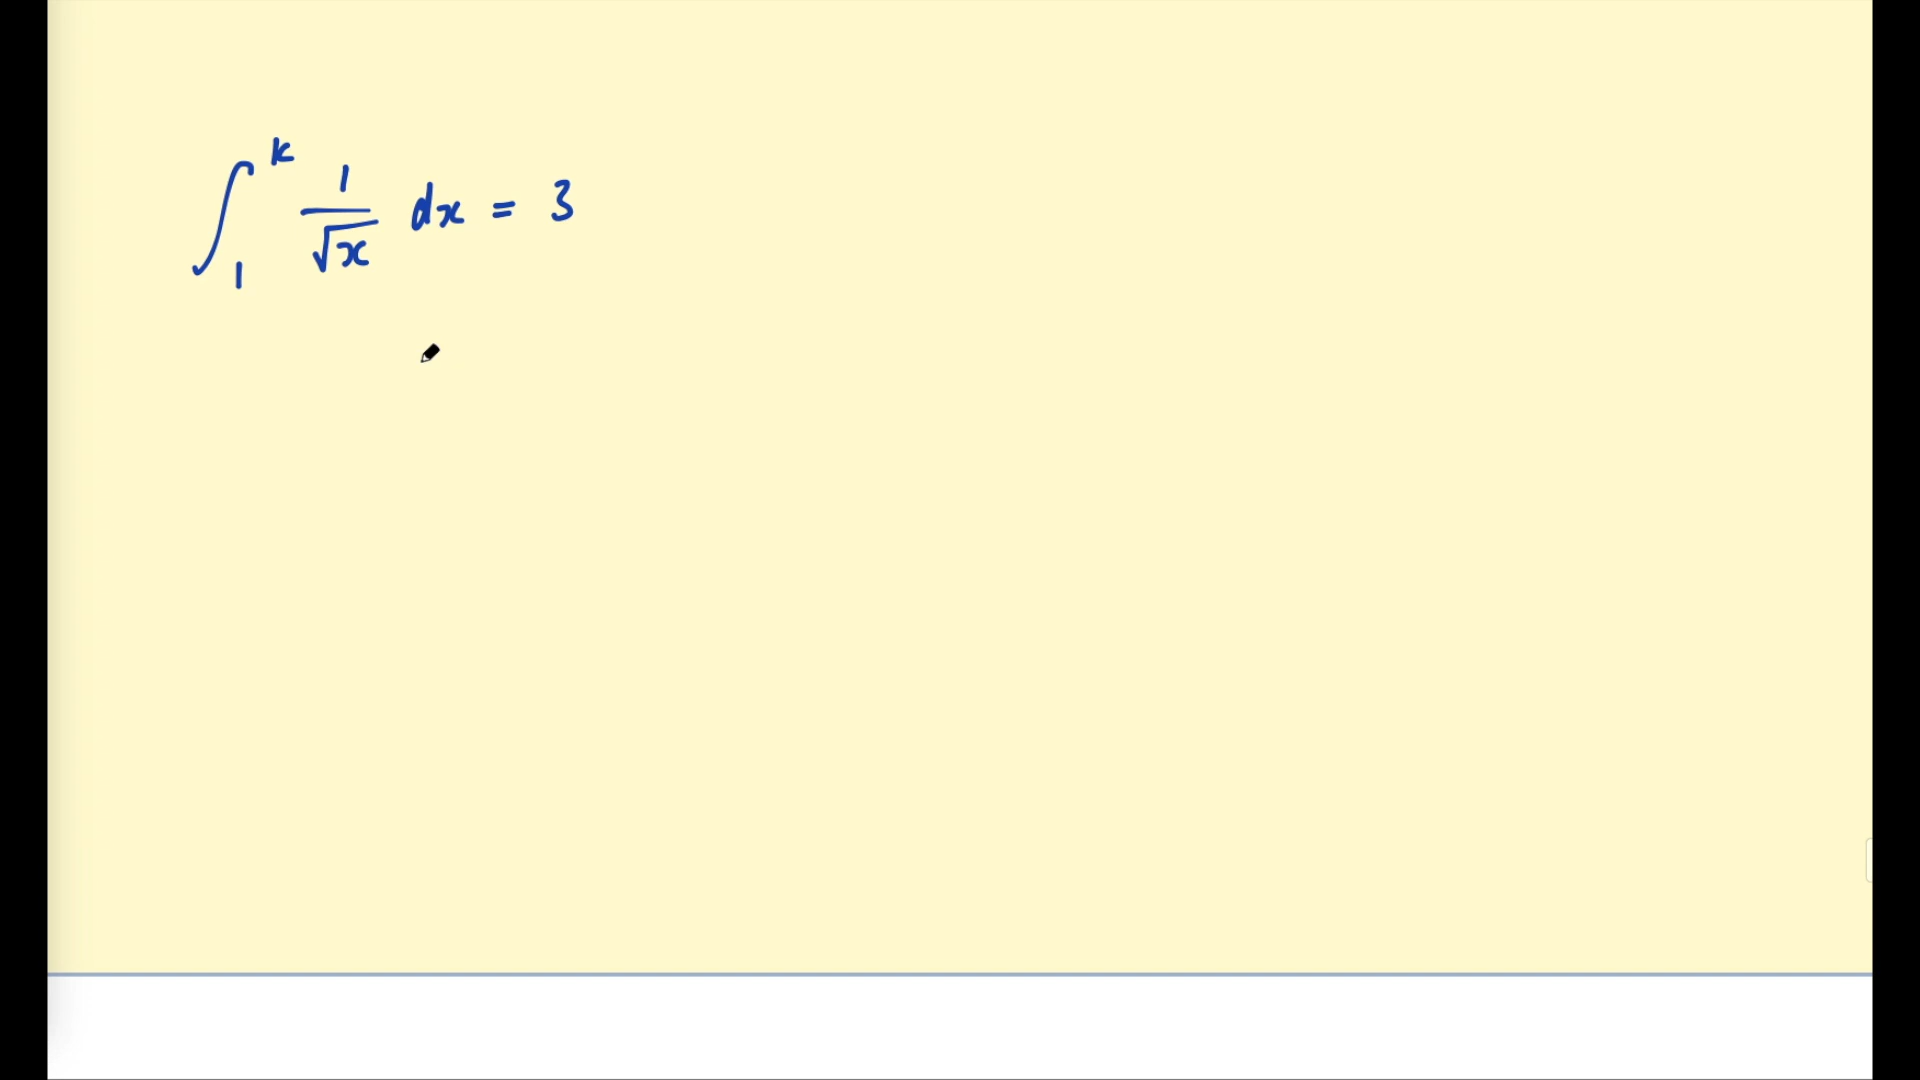 ∫₁ᵏ 1/√x dx = 3